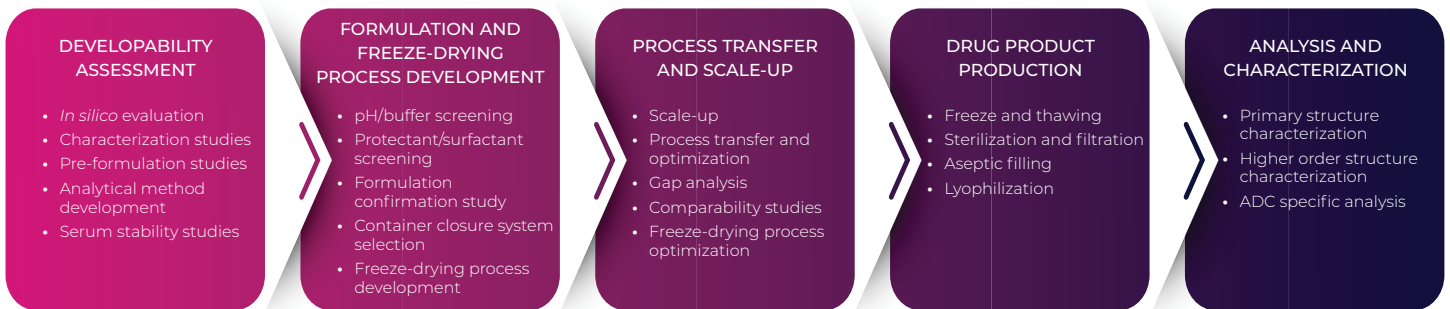 DEVELOPABILITY
ASSESSMENT
• In silico evaluation
• Characterization studies
• Pre-formulation studies
• Analytical method
development
• Serum stability studies
FORMULATION AND
FREEZE-DRYING
PROCESS DEVELOPMENT
• pH/buffer screening
• Protectant/surfactant
screening
• Formulation
confirmation study
• Container closure system
selection
• Freeze-drying process
development
PROCESS TRANSFER
AND SCALE-UP
• Scale-up
• Process transfer and
optimization
• Gap analysis
• Comparability studies
• Freeze-drying process
optimization
DRUG PRODUCT
PRODUCTION
• Freeze and thawing
• Sterilization and filtration
• Aseptic filling
• Lyophilization
ANALYSIS AND
CHARACTERIZATION
• Primary structure
characterization
• Higher order structure
characterization
• ADC specific analysis